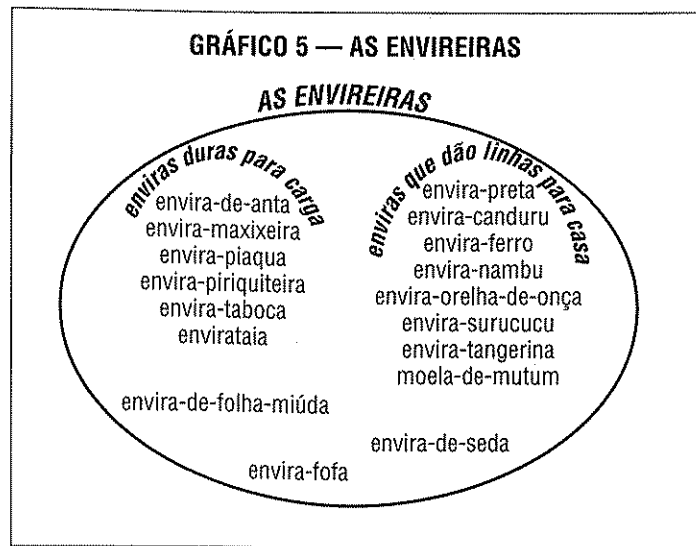 GRÁFICO 5 — AS ENVIREIRAS
AS ENVIREIRAS
enviras duras para carga
envira-de-anta
envira-maxixeira
envira-piaqua
envira-piriquiteira
envira-taboca
envirataia
enviras que dão linhas para casa
envira-preta
envira-canduru
envira-ferro
envira-nambu
envira-orelha-de-onça
envira-surucucu
envira-tangerina
moela-de-mutum
envira-de-folha-miúda
envira-de-seda
envira-fofa